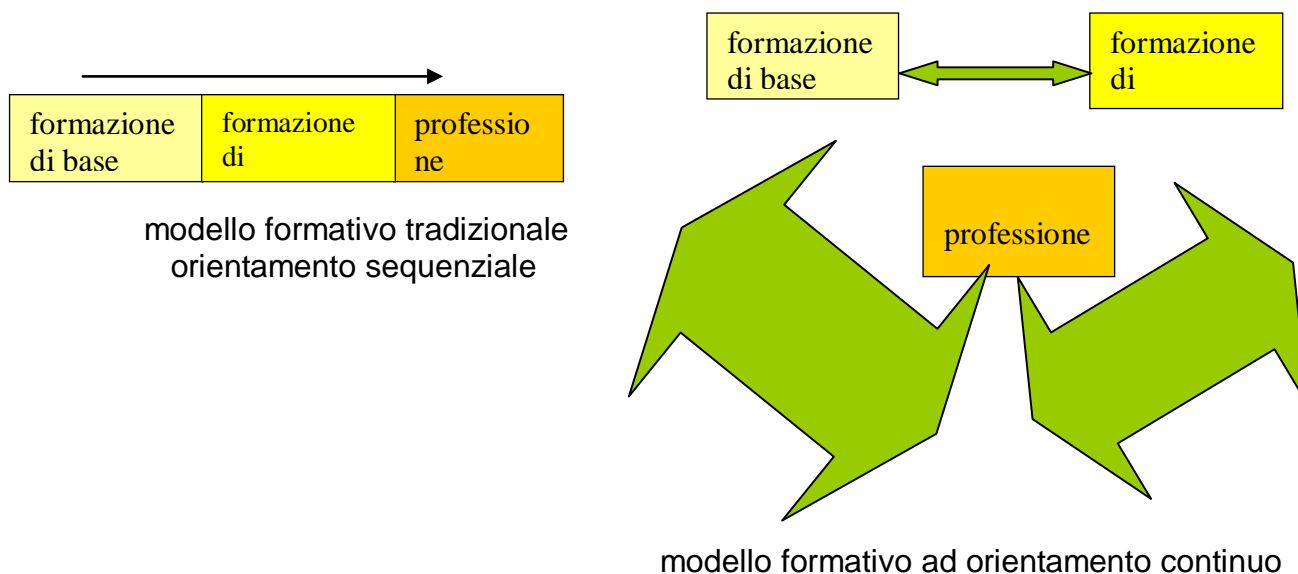 formazione
di base
formazione
di
professio
ne
modello formativo tradizionale
orientamento sequenziale
formazione
di base
formazione
di
professione
modello formativo ad orientamento continuo